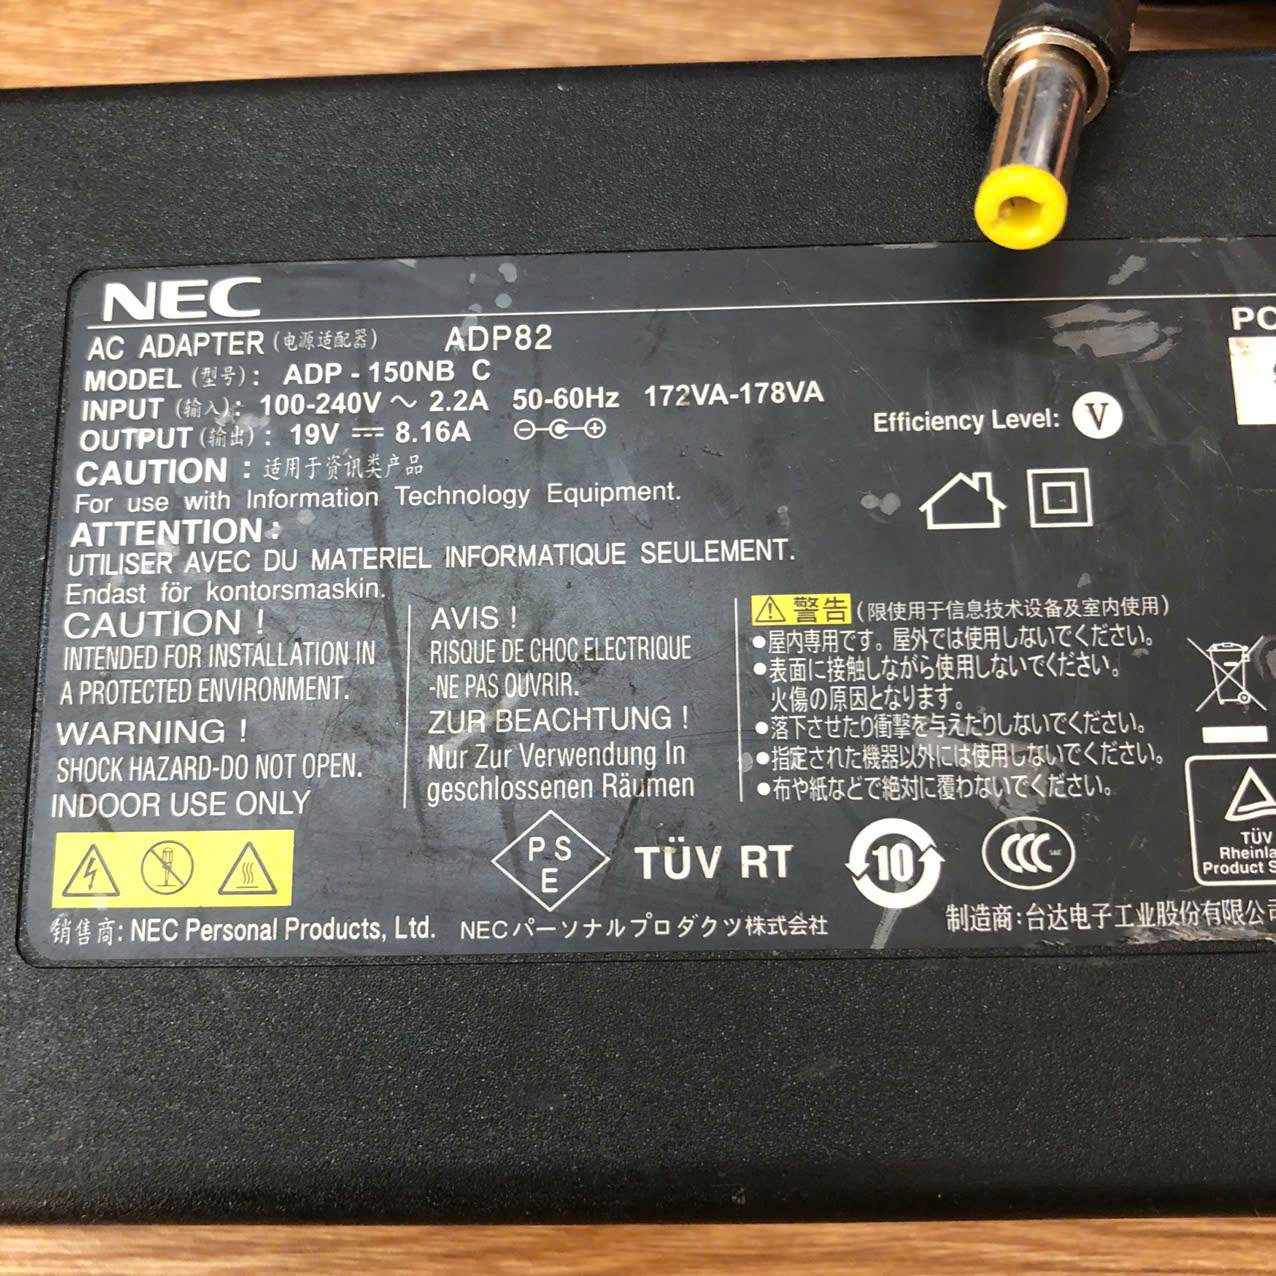 NEC
AC ADAPTER (电源适配器) ADP82
MODEL (型号): ADP - 150NB C
INPUT (输入): 100-240V ~ 2.2A 50-60Hz 172VA-178VA
OUTPUT (输出): 19V ⎓ 8.16A
Efficiency Level: V
CAUTION : 适用于资讯类产品
For use with Information Technology Equipment.
ATTENTION:
UTILISER AVEC DU MATERIEL INFORMATIQUE SEULEMENT.
Endast för kontorsmaskin.
CAUTION !
INTENDED FOR INSTALLATION IN
A PROTECTED ENVIRONMENT.
WARNING !
SHOCK HAZARD-DO NOT OPEN.
INDOOR USE ONLY
AVIS !
RISQUE DE CHOC ELECTRIQUE
-NE PAS OUVRIR.
ZUR BEACHTUNG !
Nur Zur Verwendung In
geschlossenen Räumen
警告 (限使用于信息技术设备及室内使用)
●屋内専用です。屋外では使用しないでください。
●表面に接触しながら使用しないでください。
火傷の原因となります。
●落下させたり衝撃を与えたりしないでください。
●指定された機器以外には使用しないでください。
●布や紙などで絶対に覆わないでください。
PS
E
TÜV RT
10
CCC
S&E
TÜV
Product
销售商: NEC Personal Products, Ltd. NECパーソナルプロダクツ株式会社
制造商:台达电子工业股份有限公司